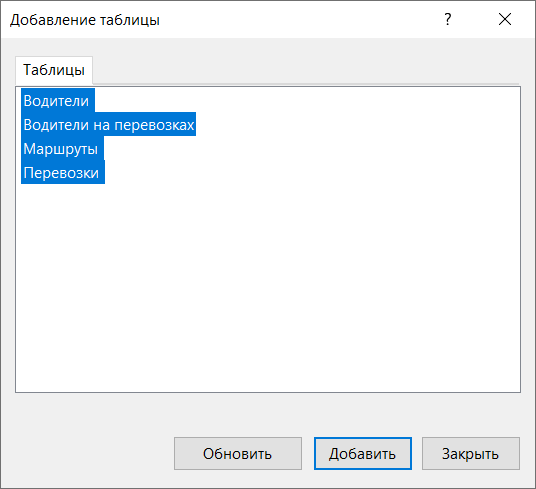 Добавление таблицы
?
Таблицы
Водители
Водители на перевозках
Маршруты
Перевозки
Обновить Добавить Закрыть